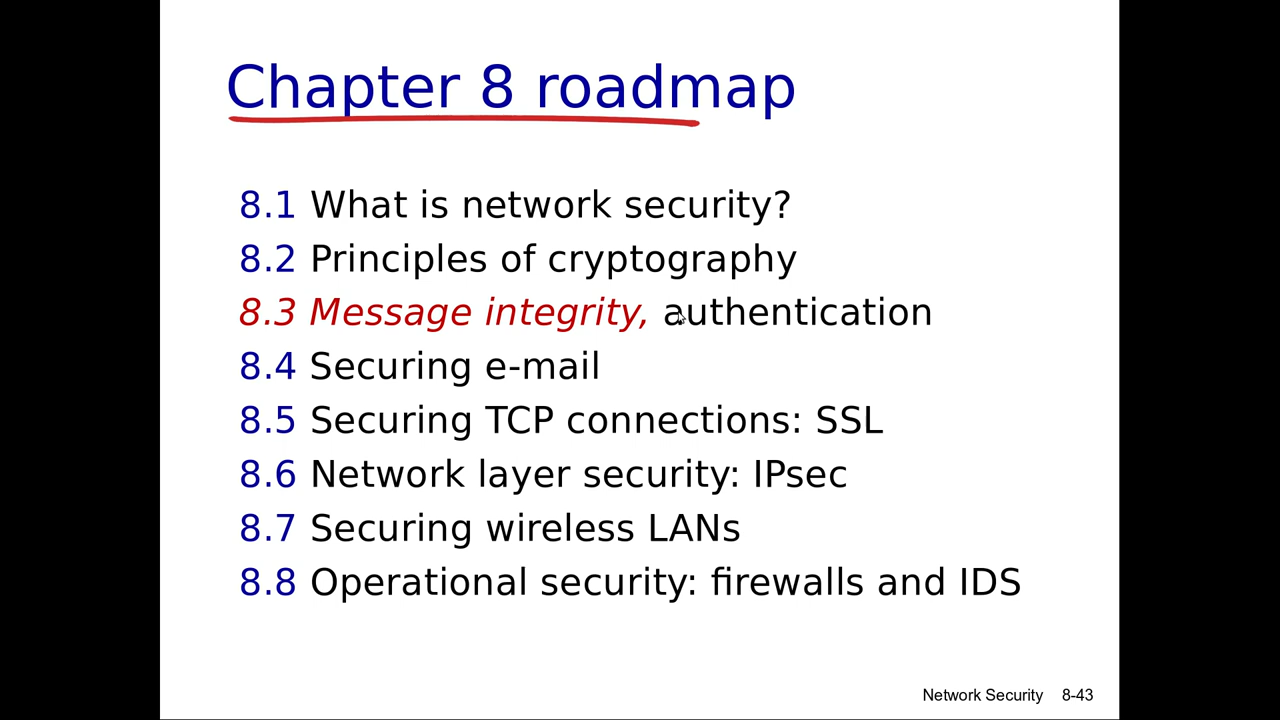 Chapter 8 roadmap
8.1 What is network security?
8.2 Principles of cryptography
8.3 Message integrity, authentication
8.4 Securing e-mail
8.5 Securing TCP connections: SSL
8.6 Network layer security: IPsec
8.7 Securing wireless LANs
8.8 Operational security: firewalls and IDS
Network Security 8-43